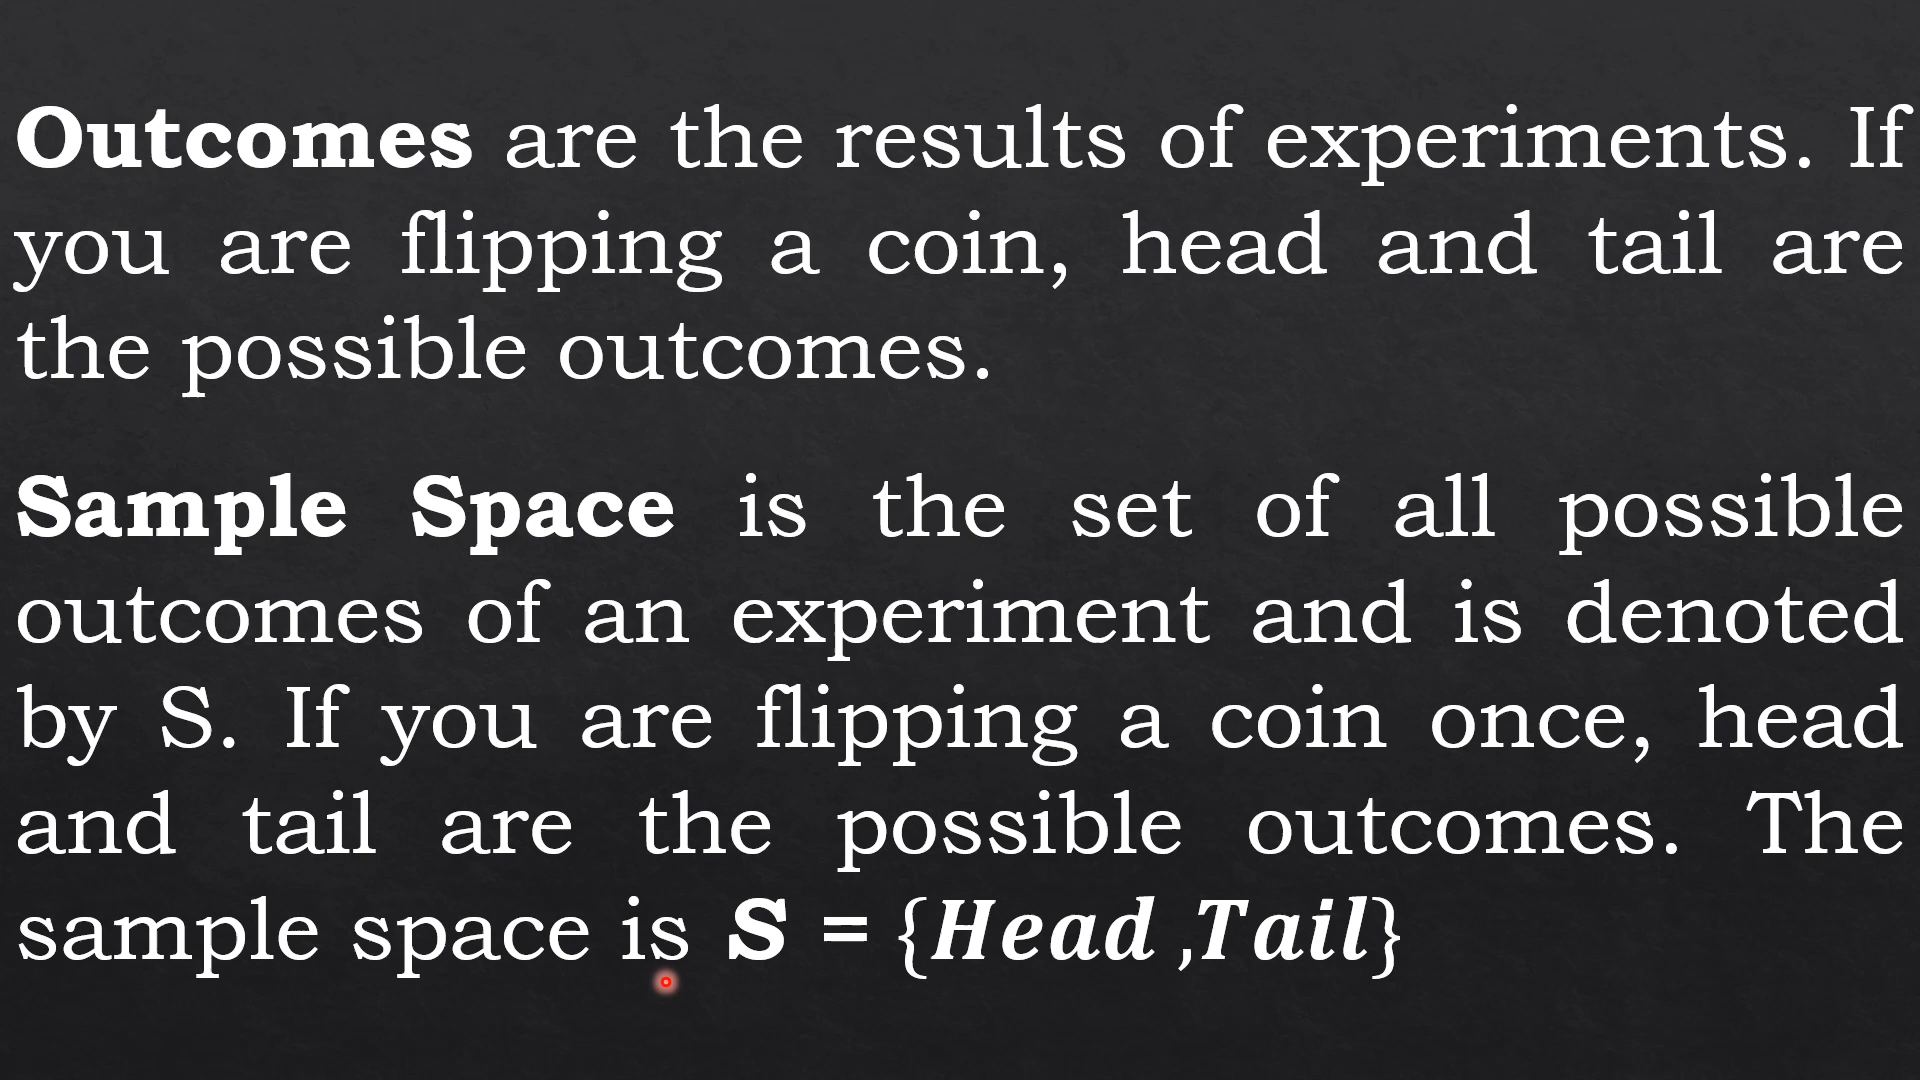 Outcomes are the results of experiments. If
you are flipping a coin, head and tail are
the possible outcomes.
Sample Space is the set of all possible
outcomes of an experiment and is denoted
by S. If you are flipping a coin once, head
and tail are the possible outcomes. The
sample space is S = {Head ,Tail}